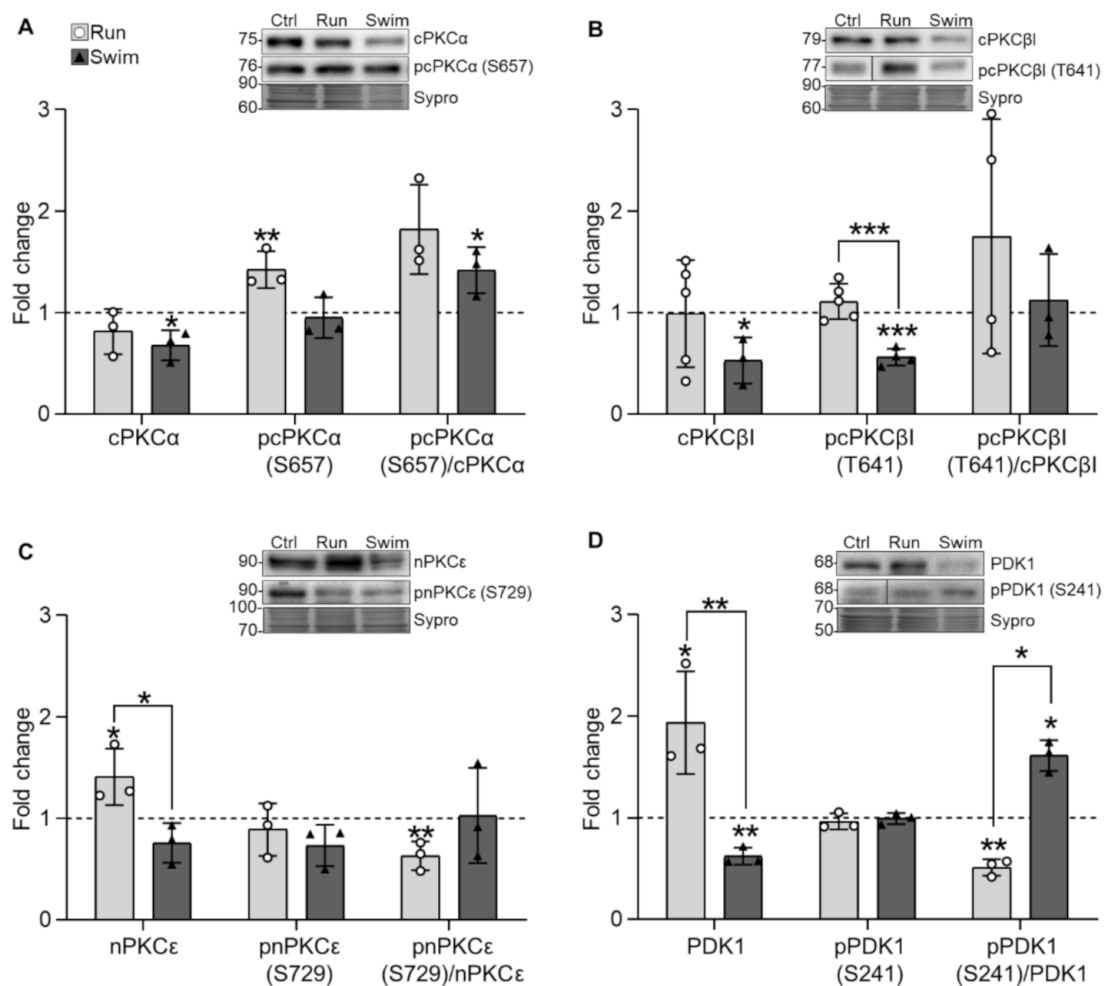 A
Run
Swim
Ctrl Run Swim
75 cPKCα
76 pcPKCα (S657)
90
60 Sypro
Fold change
3
2
1
0
**
*
*
cPKCα pcPKCα pcPKCα
(S657) (S657)/cPKCα
B
Ctrl Run Swim
79 cPKCβI
77 pcPKCβI (T641)
90
60 Sypro
Fold change
3
2
1
0
***
*
***
cPKCβI pcPKCβI pcPKCβI
(T641) (T641)/cPKCβI
C
Ctrl Run Swim
90 nPKCε
90 pnPKCε (S729)
100
70 Sypro
Fold change
3
2
1
0
*
*
**
nPKCε pnPKCε pnPKCε
(S729) (S729)/nPKCε
D
Ctrl Run Swim
68 PDK1
68 pPDK1 (S241)
70
50 Sypro
Fold change
3
2
1
0
**
*
*
*
**
**
PDK1 pPDK1 pPDK1
(S241) (S241)/PDK1